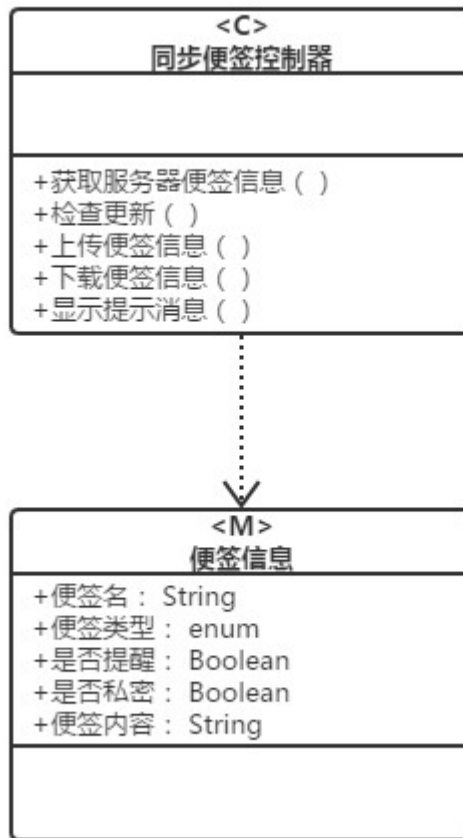 <C>
同步便签控制器
+获取服务器便签信息（ ）
+检查更新（ ）
+上传便签信息（ ）
+下载便签信息（ ）
+显示提示消息（ ）
<M>
便签信息
+便签名： String
+便签类型： enum
+是否提醒： Boolean
+是否私密： Boolean
+便签内容： String